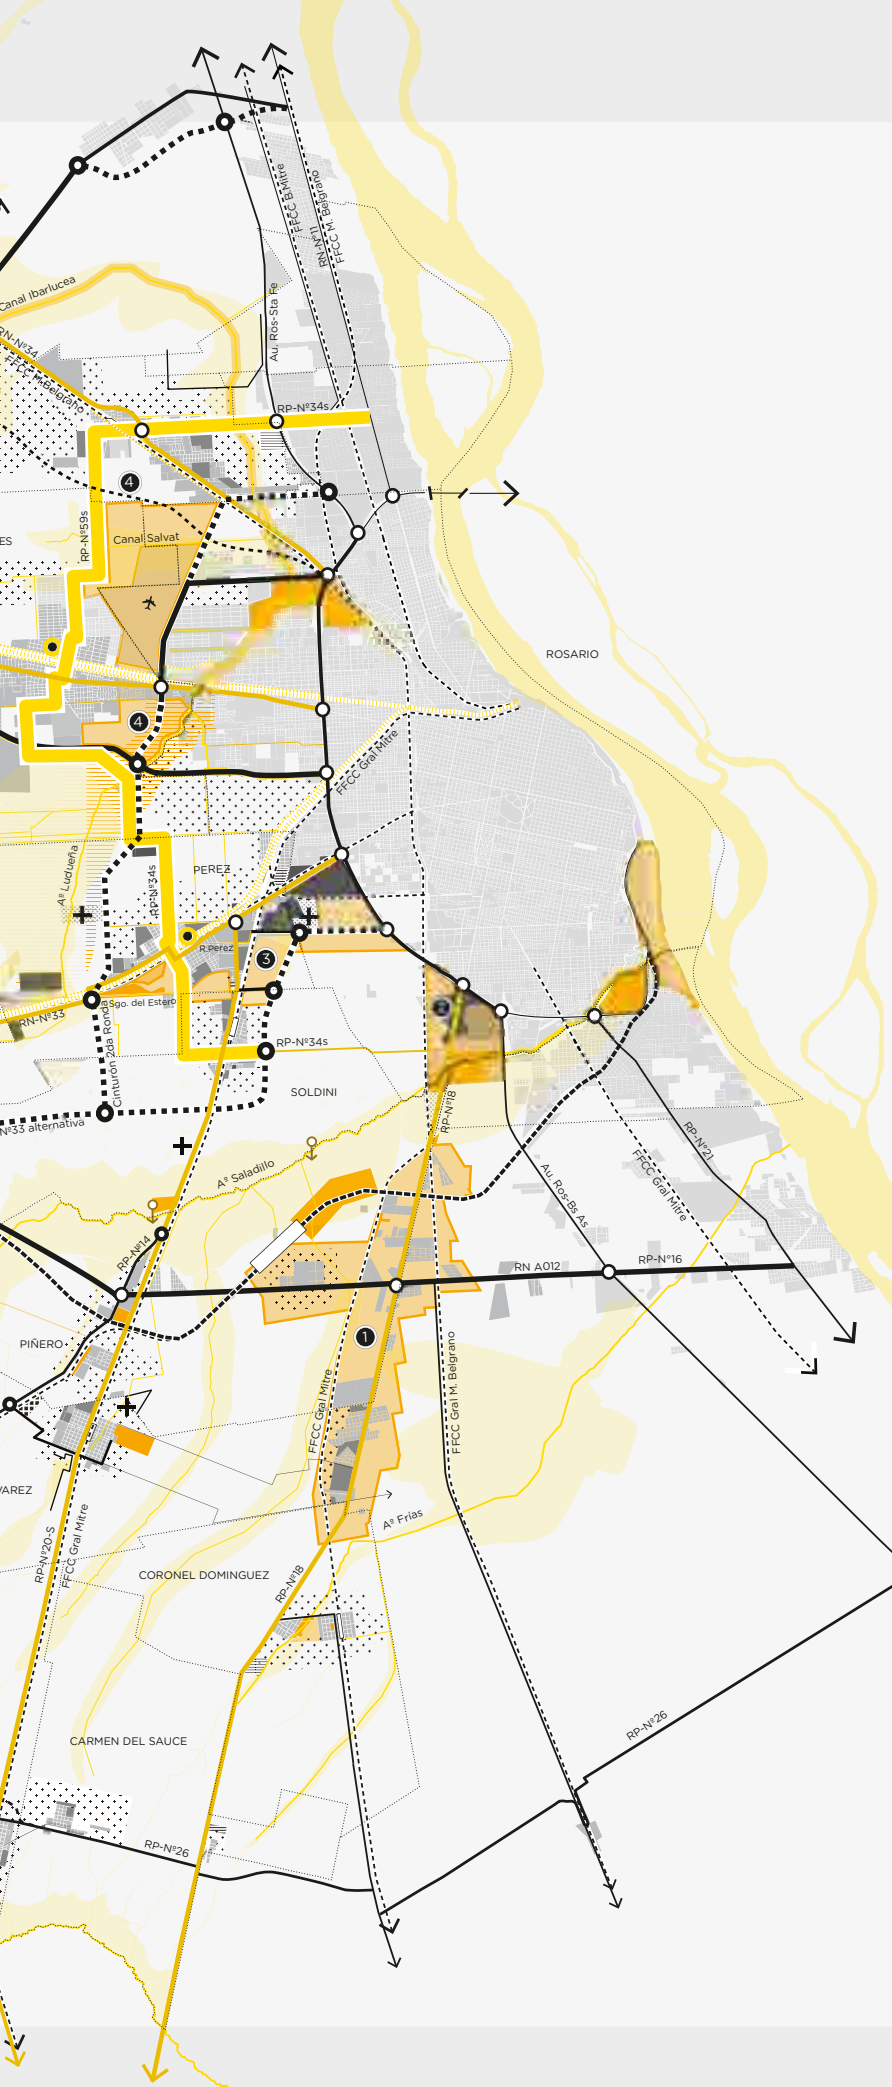 FFCC B.Mitre
RN-Nº11
FFCC M. Belgrano
Canal Ibarlucea
Au. Ros-Sta Fe
RN-Nº34
FFCC M.Belgrano
RP-Nº34s
4
RP-Nº59s
Canal Salvat
ES
ROSARIO
4
FFCC Gral Mitre
Aº Ludueña
RP-Nº34s
PEREZ
R.Perez
3
2
Sgo. del Estero
RN-Nº33
Cinturón 2da Ronda
RP-Nº34s
SOLDINI
Nº33 alternativa
RP-Nº18
RP-Nº21
FFCC Gral Mitre
Aº Saladillo
Au. Ros-Bs As
RP-Nº14
RN A012
RP-Nº16
PIÑERO
1
FFCC Gral Mitre
FFCC Gral M. Belgrano
VAREZ
RP-Nº20-S
FFCC Gral Mitre
Aº Frias
CORONEL DOMINGUEZ
RP-Nº18
CARMEN DEL SAUCE
RP-Nº26
RP-Nº26